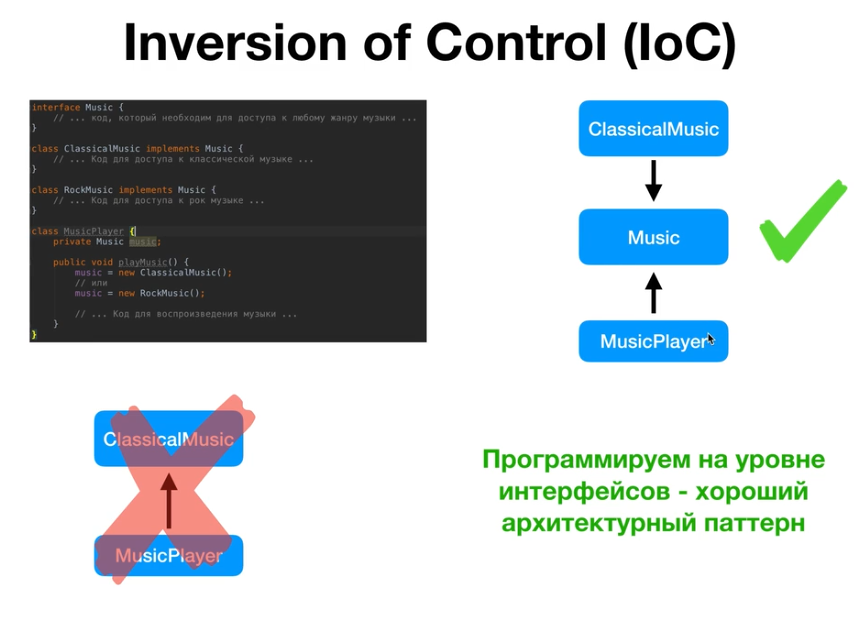 Inversion of Control (IoC)
interface Music {
// ... код, который необходим для доступа к любому жанру музыки ...
}
class ClassicalMusic implements Music {
// ... Код для доступа к классической музыке ...
}
class RockMusic implements Music {
// ... Код для доступа к рок музыке ...
}
class MusicPlayer {
private Music music;
public void playMusic() {
music = new ClassicalMusic();
// или
music = new RockMusic();
// ... Код для воспроизведения музыки ...
}
}
ClassicalMusic
Music
MusicPlayer
ClassicalMusic
MusicPlayer
Программируем на уровне
интерфейсов - хороший
архитектурный паттерн